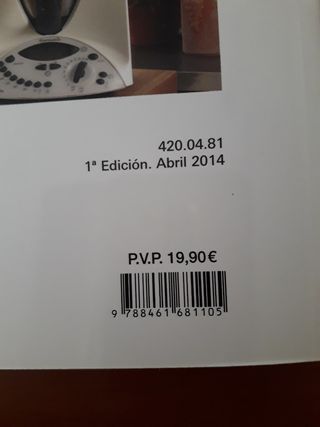 420.04.81
1ª Edición. Abril 2014
P.V.P. 19,90€
9 788461 681105